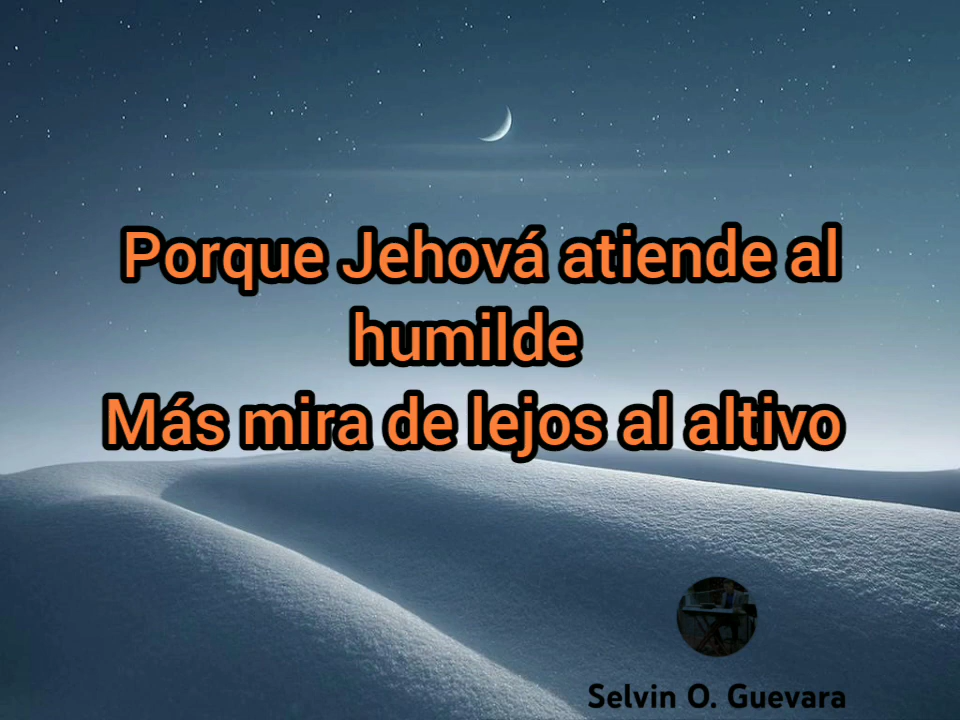 Porque Jehová atiende al
humilde
Más mira de lejos al altivo
Selvin O. Guevara